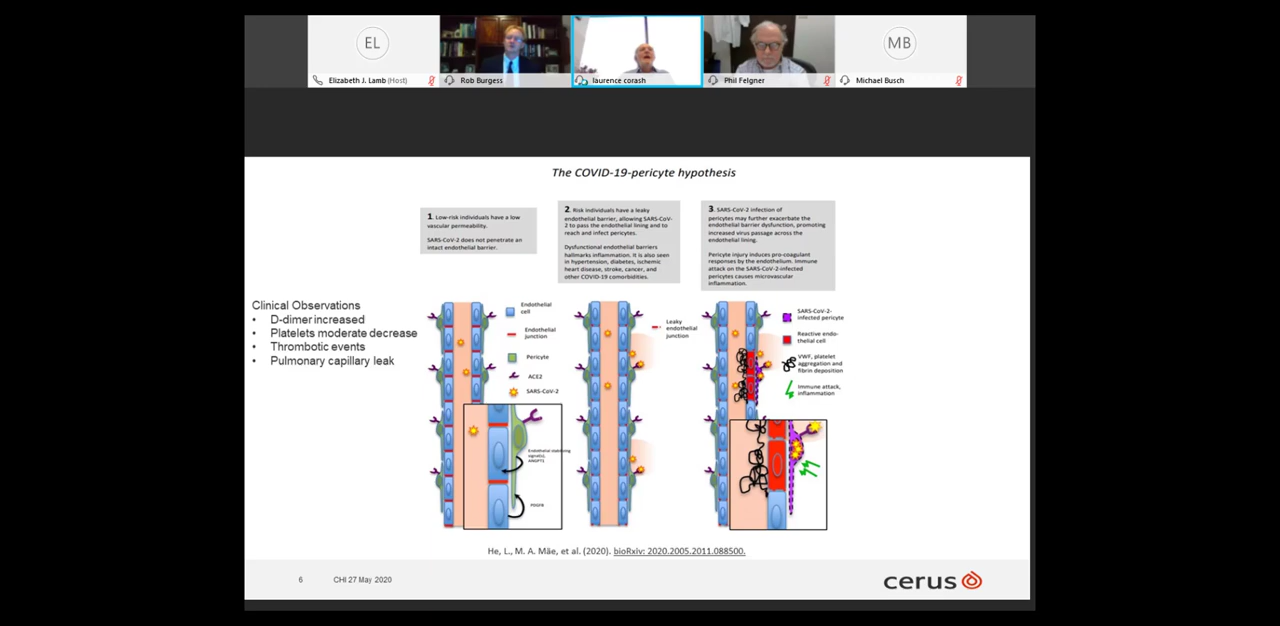 EL
MB
Elizabeth J. Lamb (Host)
Rob Burgess
laurence corash
Phil Felgner
Michael Busch
The COVID-19-pericyte hypothesis
1. Low-risk individuals have a low
vascular permeability.
SARS-CoV-2 does not penetrate an
intact endothelial barrier.
2. Risk individuals have a leaky
endothelial barrier, allowing SARS-CoV-
2 to pass the endothelial lining and to
reach and infect pericytes.
Dysfunctional endothelial barriers
hallmarks inflammation. It is also seen
in hypertension, diabetes, ischemic
heart disease, stroke, cancer, and
other COVID-19 comorbidities.
3. SARS-CoV-2 infection of
pericytes may further exacerbate the
endothelial barrier dysfunction, promoting
increased virus passage across the
endothelial lining.
Pericyte injury induces pro-coagulant
responses by the endothelium. Immune
attack on the SARS-CoV-2-infected
pericytes causes microvascular
inflammation.
Clinical Observations
• D-dimer increased
• Platelets moderate decrease
• Thrombotic events
• Pulmonary capillary leak
Endothelial
cell
Endothelial
junction
Pericyte
ACE2
SARS-CoV-2
Endothelial stabilizing
signal(s)
ANGPT1
more
Leaky
endothelial
junction
SARS-CoV-2-
infected pericyte
Reactive endo-
thelial cell
VWF, platelet
aggregation and
fibrin deposition
Immune attack,
inflammation
He, L., M. A. Mäe, et al. (2020). bioRxiv: 2020.2005.2011.088500.
6 CHI 27 May 2020
cerus